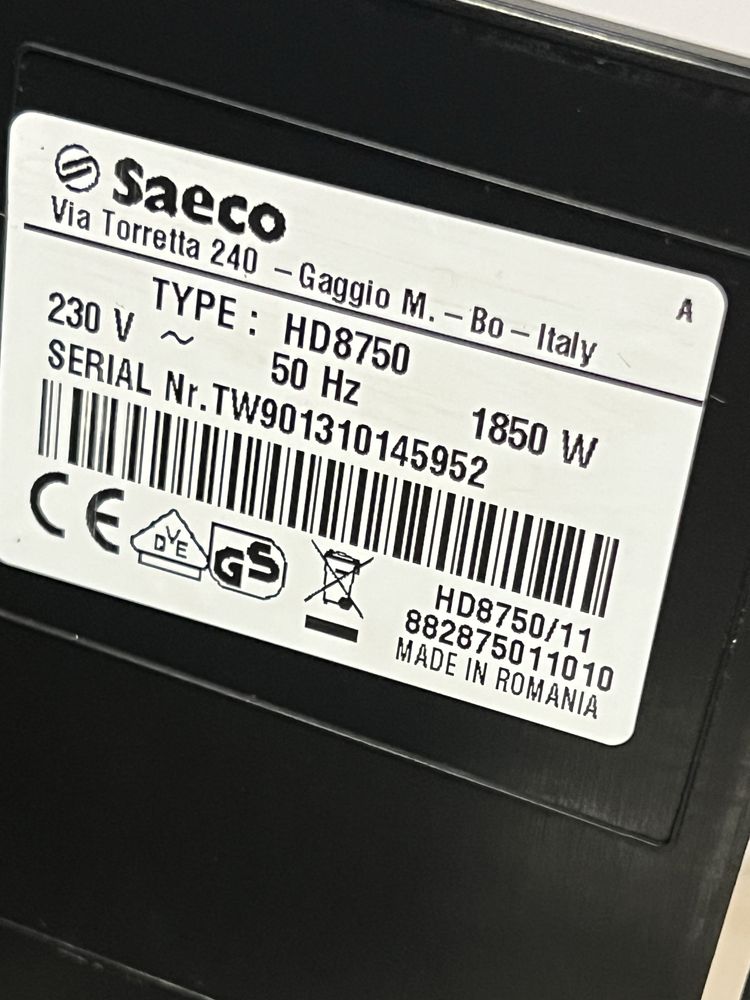 Saeco
Via Torretta 240 – Gaggio M. – Bo – Italy
A
TYPE : HD8750
230 V ~ 50 Hz 1850 W
SERIAL Nr.TW901310145952
CE DVE GS
HD8750/11
882875011010
MADE IN ROMANIA